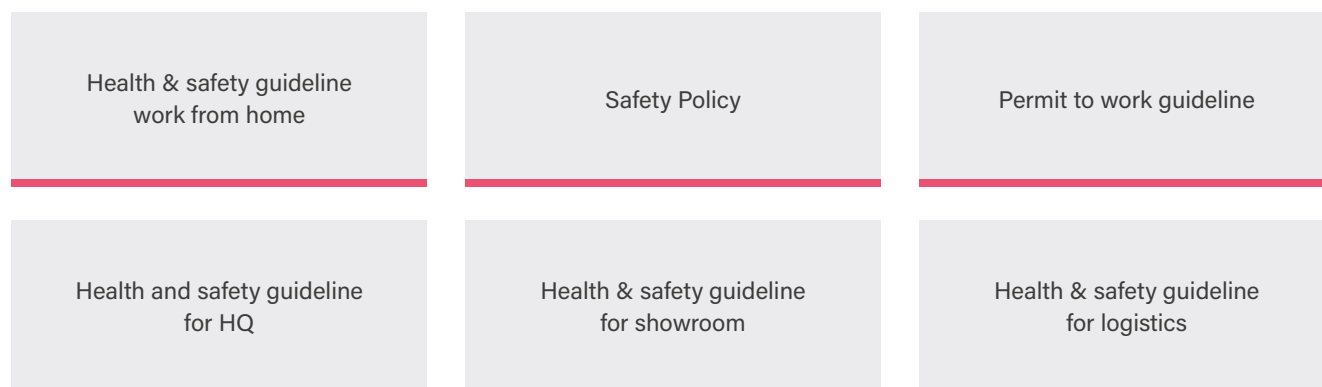 Health & safety guideline
work from home
Safety Policy
Permit to work guideline
Health and safety guideline
for HQ
Health & safety guideline
for showroom
Health & safety guideline
for logistics